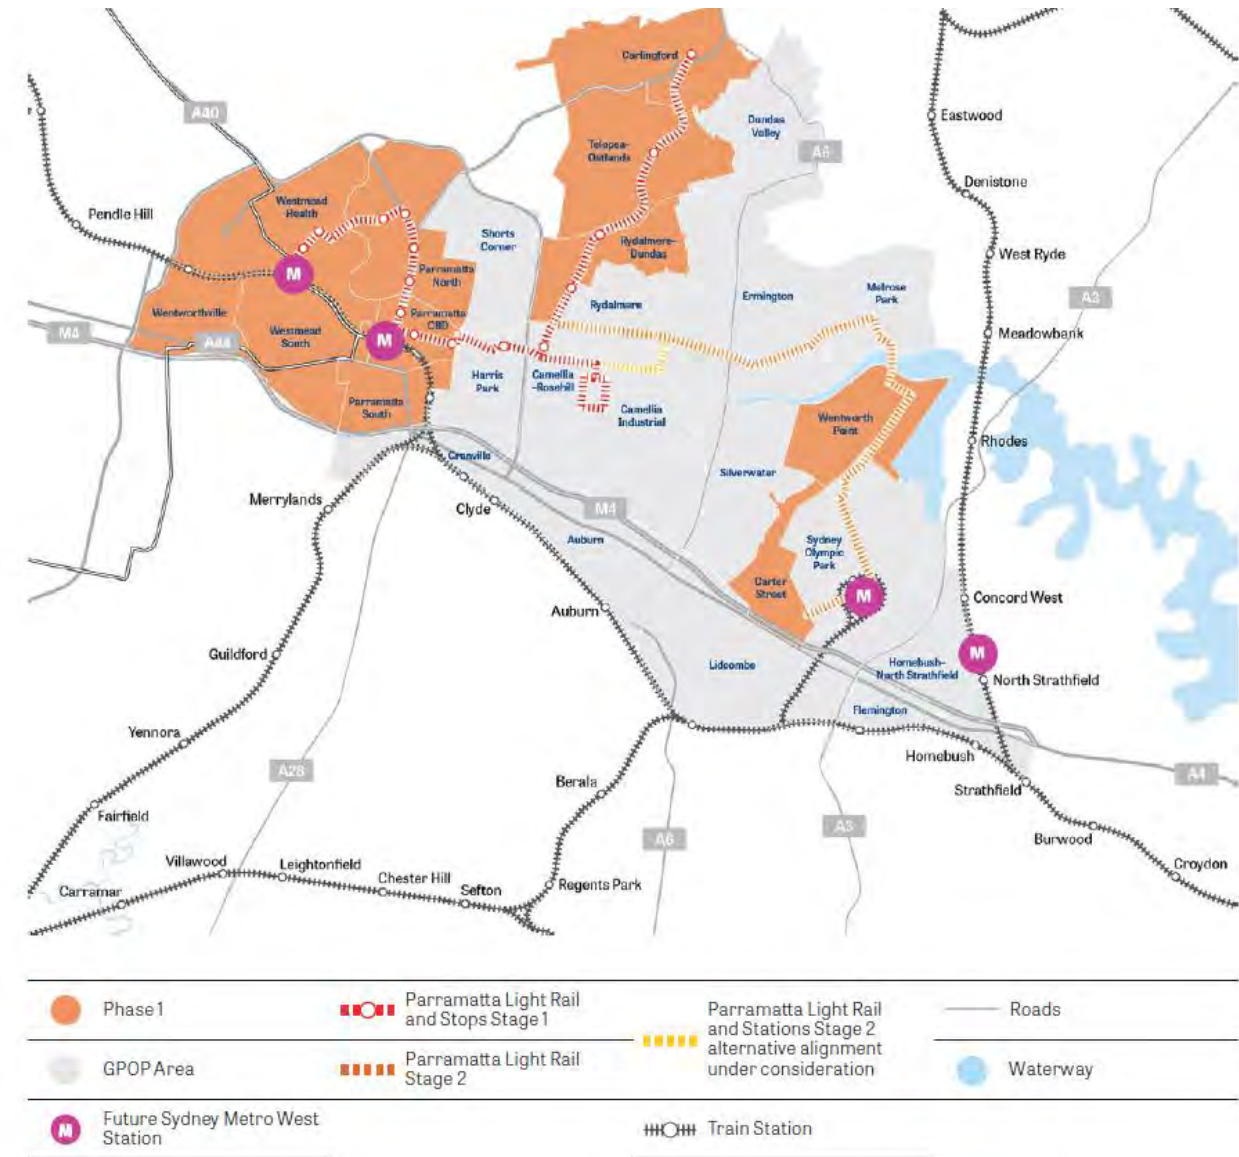 Carlingford
A40
Eastwood
Dundas
Valley
A6
Telopea-
Oatlands
Denistone
Pendle Hill
Westmead
Health
Shorts
Corner
Rydalmere-
Dundas
West Ryde
M
Parramatta
North
Rydalmere
Ermington
Melrose
Park
A3
Wentworthville
Parramatta
CBD
M4
A44
Westmead
South
M
Meadowbank
Harris
Park
Camellia
-Rosehill
Parramatta
South
Camellia
Industrial
Wentworth
Point
Rhodes
Granville
Silverwater
Merrylands
Clyde
M4
Auburn
Sydney
Olympic
Park
Carter
Street
M
Concord West
Auburn
Guildford
Lidcombe
Homebush-
North Strathfield
M
North Strathfield
Flemington
Yennora
Homebush
A28
Berala
Strathfield
A4
Fairfield
A6
A3
Burwood
Villawood
Leightonfield
Chester Hill
Sefton
Regents Park
Croydon
Carramar
Phase 1
Parramatta Light Rail
and Stops Stage 1
Parramatta Light Rail
and Stations Stage 2
alternative alignment
under consideration
Roads
GPOP Area
Parramatta Light Rail
Stage 2
Waterway
M
Future Sydney Metro West
Station
Train Station